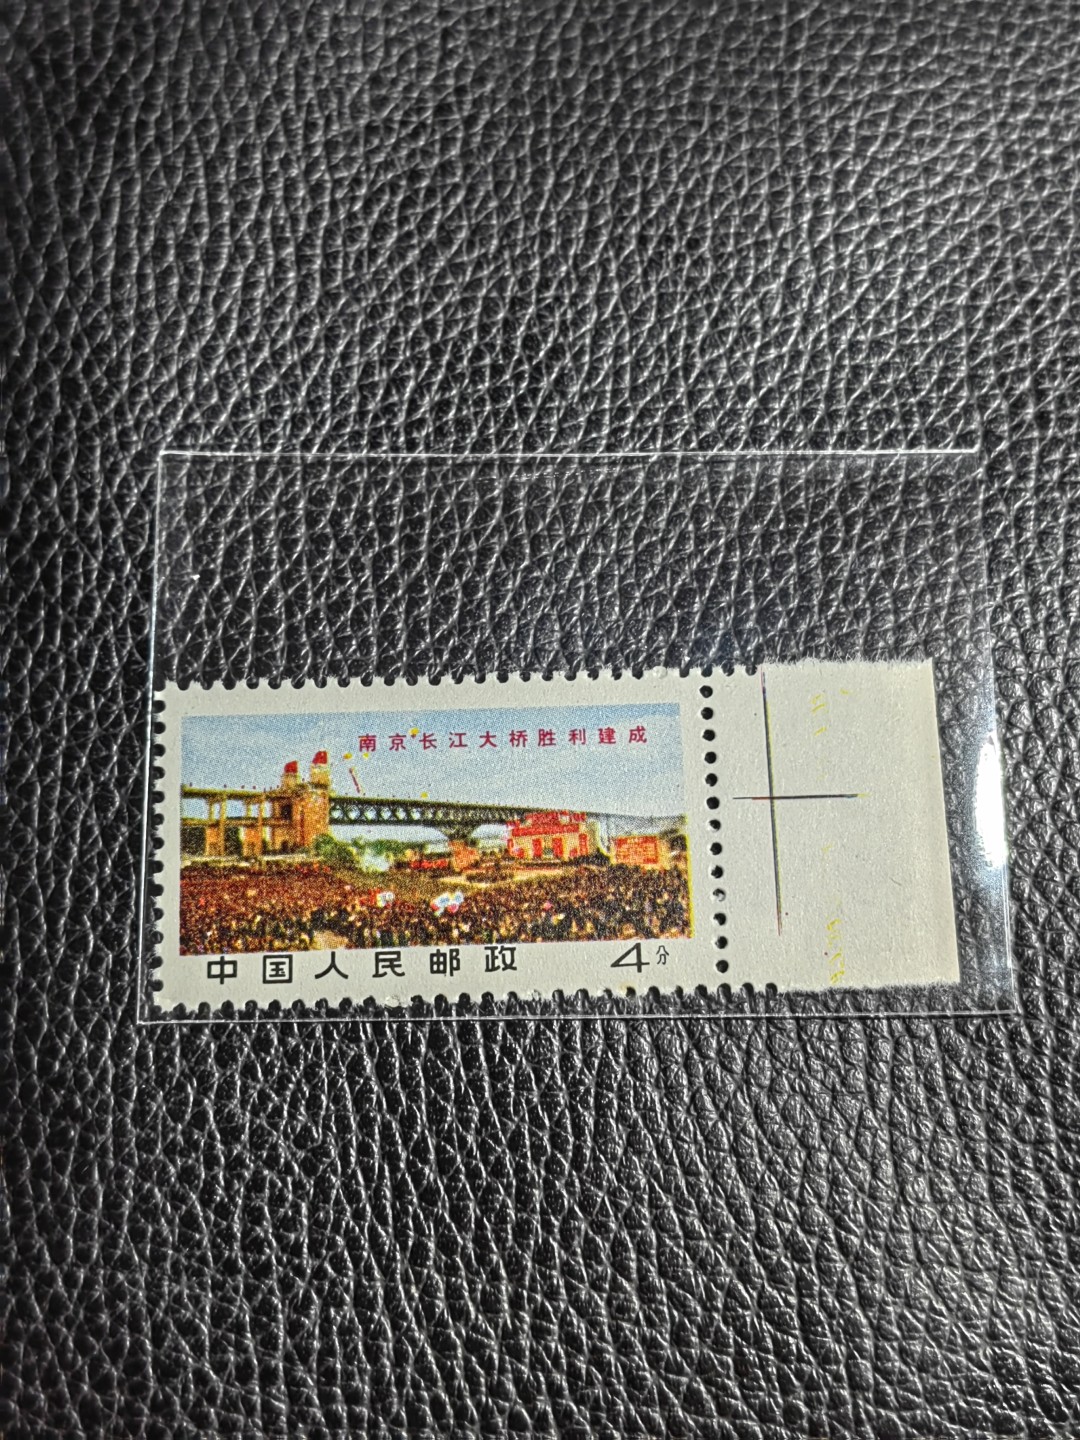 南京长江大桥胜利建成
中国人民邮政 4分